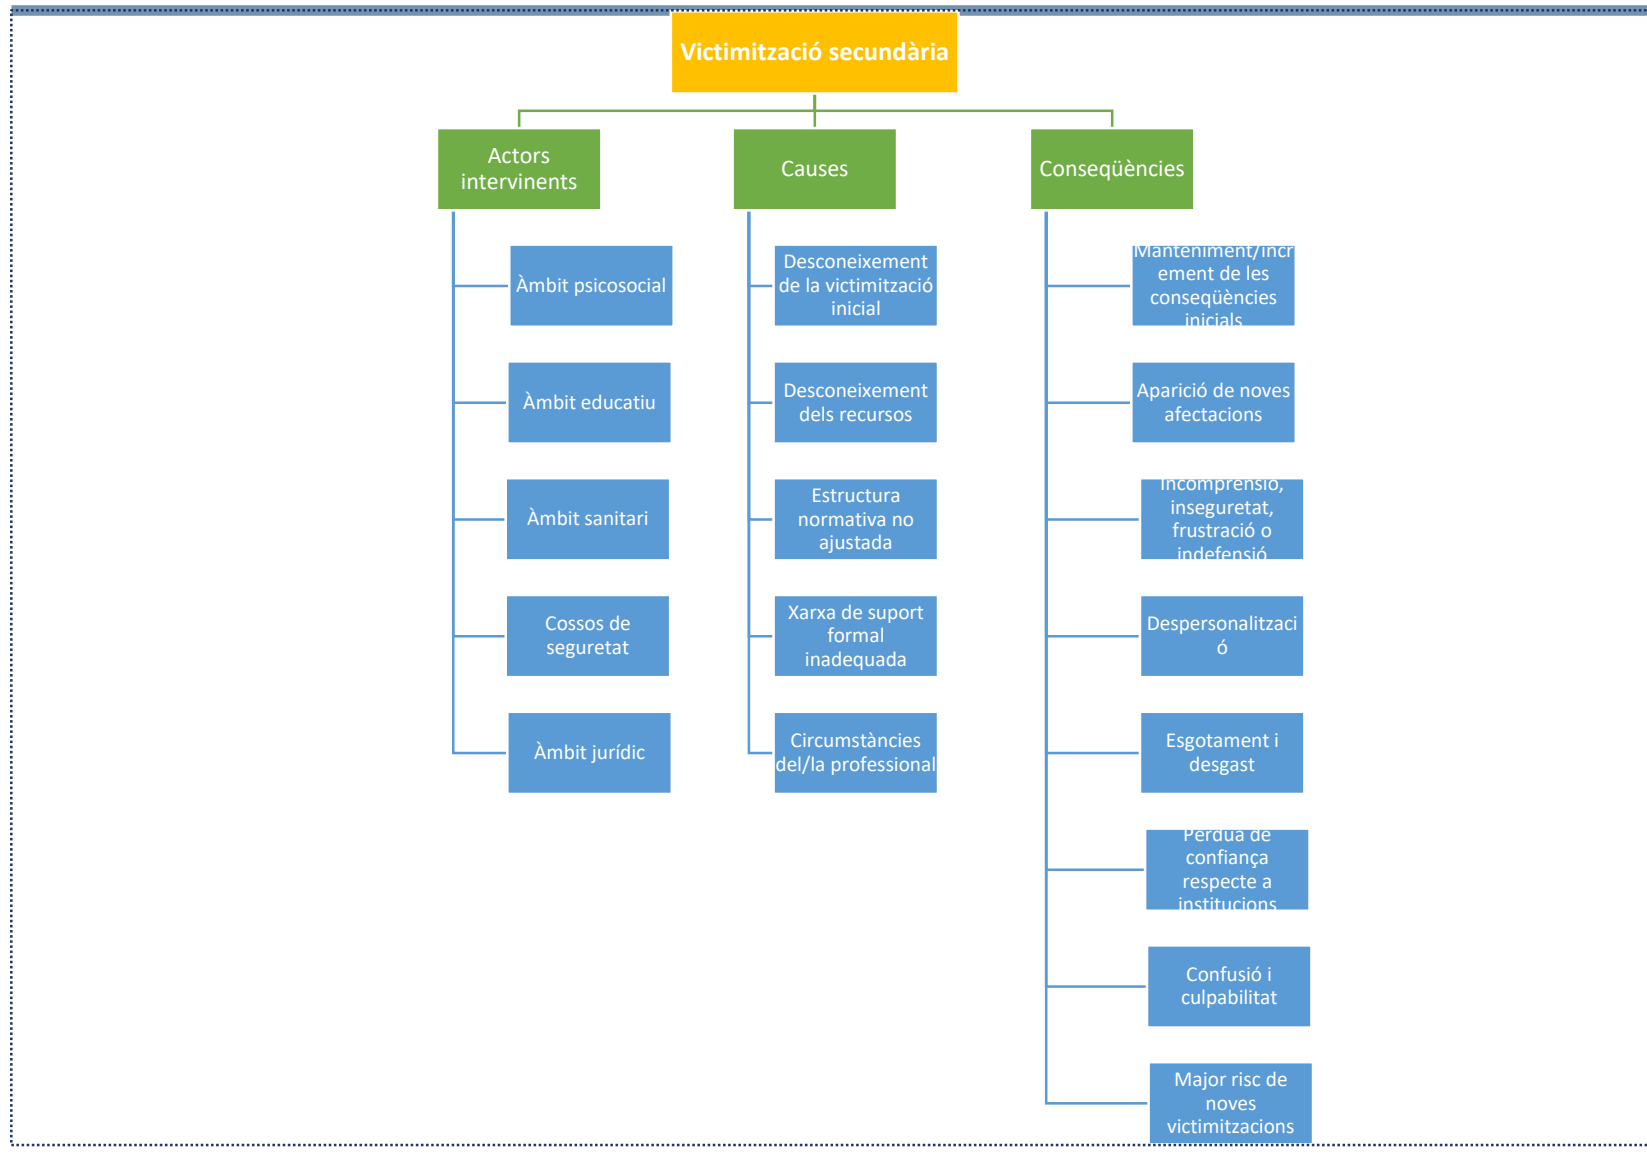 Victimització secundària
Actors
intervinents
Àmbit psicosocial
Àmbit educatiu
Àmbit sanitari
Cossos de
seguretat
Àmbit jurídic
Causes
Desconeixement
de la victimització
inicial
Desconeixement
dels recursos
Estructura
normativa no
ajustada
Xarxa de suport
formal
inadequada
Circumstàncies
del/la professional
Conseqüències
Manteniment/incr
ement de les
conseqüències
inicials
Aparició de noves
afectacions
Incomprensió,
inseguretat,
frustració o
indefensió
Despersonalitzaci
ó
Esgotament i
desgast
Pèrdua de
confiança
respecte a
institucions
Confusió i
culpabilitat
Major risc de
noves
victimitzacions